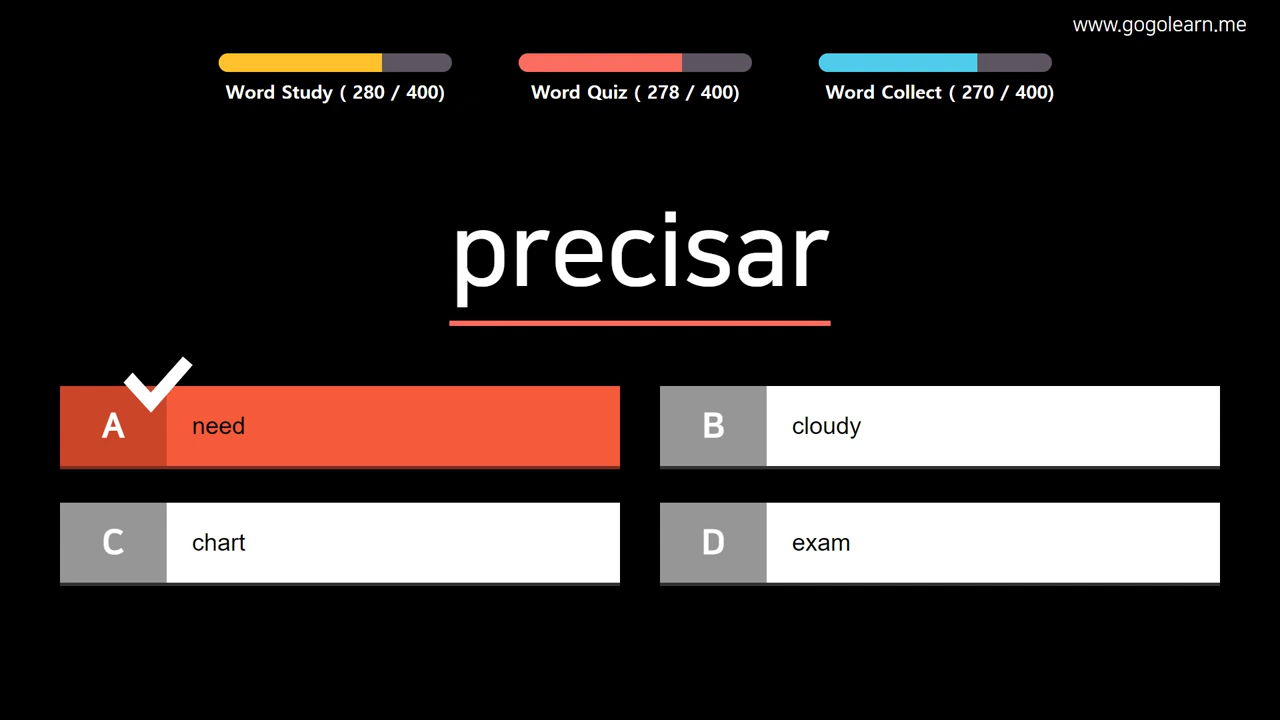 www.gogolearn.me
Word Study ( 280 / 400)
Word Quiz ( 278 / 400)
Word Collect ( 270 / 400)
precisar
A need
B cloudy
C chart
D exam